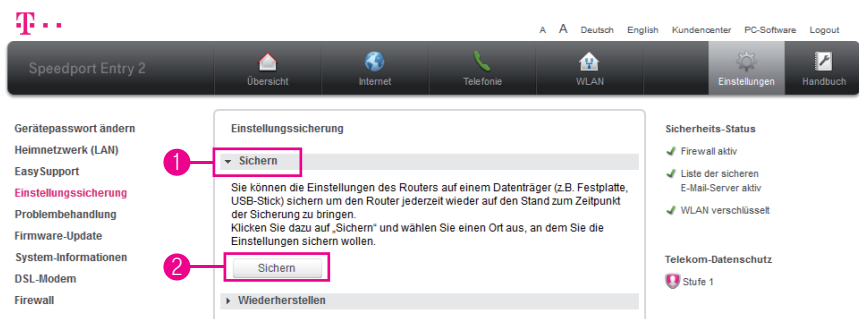 T
A A Deutsch English Kundencenter PC-Software Logout
Speedport Entry 2
Übersicht
Internet
Telefonie
WLAN
Einstellungen
Handbuch
Gerätepasswort ändern
Heimnetzwerk (LAN)
EasySupport
Einstellungssicherung
Problembehandlung
Firmware-Update
System-Informationen
DSL-Modem
Firewall
Einstellungssicherung
1
Sichern
Sie können die Einstellungen des Routers auf einem Datenträger (z.B. Festplatte,
USB-Stick) sichern um den Router jederzeit wieder auf den Stand zum Zeitpunkt
der Sicherung zu bringen.
Klicken Sie dazu auf „Sichern" und wählen Sie einen Ort aus, an dem Sie die
Einstellungen sichern wollen.
2
Sichern
Wiederherstellen
Sicherheits-Status
Firewall aktiv
Liste der sicheren
E-Mail-Server aktiv
WLAN verschlüsselt
Telekom-Datenschutz
Stufe 1